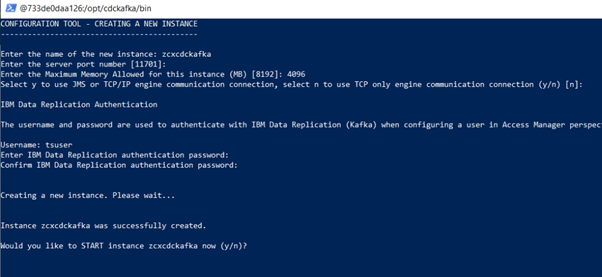 @733de0daa126:/opt/cdckafka/bin
CONFIGURATION TOOL - CREATING A NEW INSTANCE
--------------------------------------------
Enter the name of the new instance: zcxcdckafka
Enter the server port number [11701]:
Enter the Maximum Memory Allowed for this instance (MB) [8192]: 4096
Select y to use JMS or TCP/IP engine communication connection, select n to use TCP only engine communication connection (y/n) [n]:
IBM Data Replication Authentication
The username and password are used to authenticate with IBM Data Replication (Kafka) when configuring a user in Access Manager perspec
Username: tsuser
Enter IBM Data Replication authentication password:
Confirm IBM Data Replication authentication password:
Creating a new instance. Please wait...
Instance zcxcdckafka was successfully created.
Would you like to START instance zcxcdckafka now (y/n)?